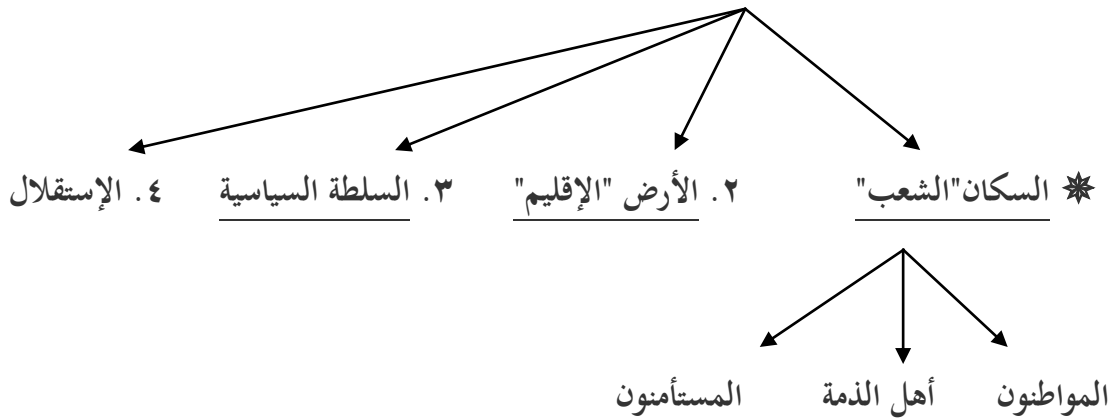 السكان"الشعب" ٢. الأرض "الإقليم" ٣. السلطة السياسية ٤. الإستقلال
المواطنون أهل الذمة المستأمنون